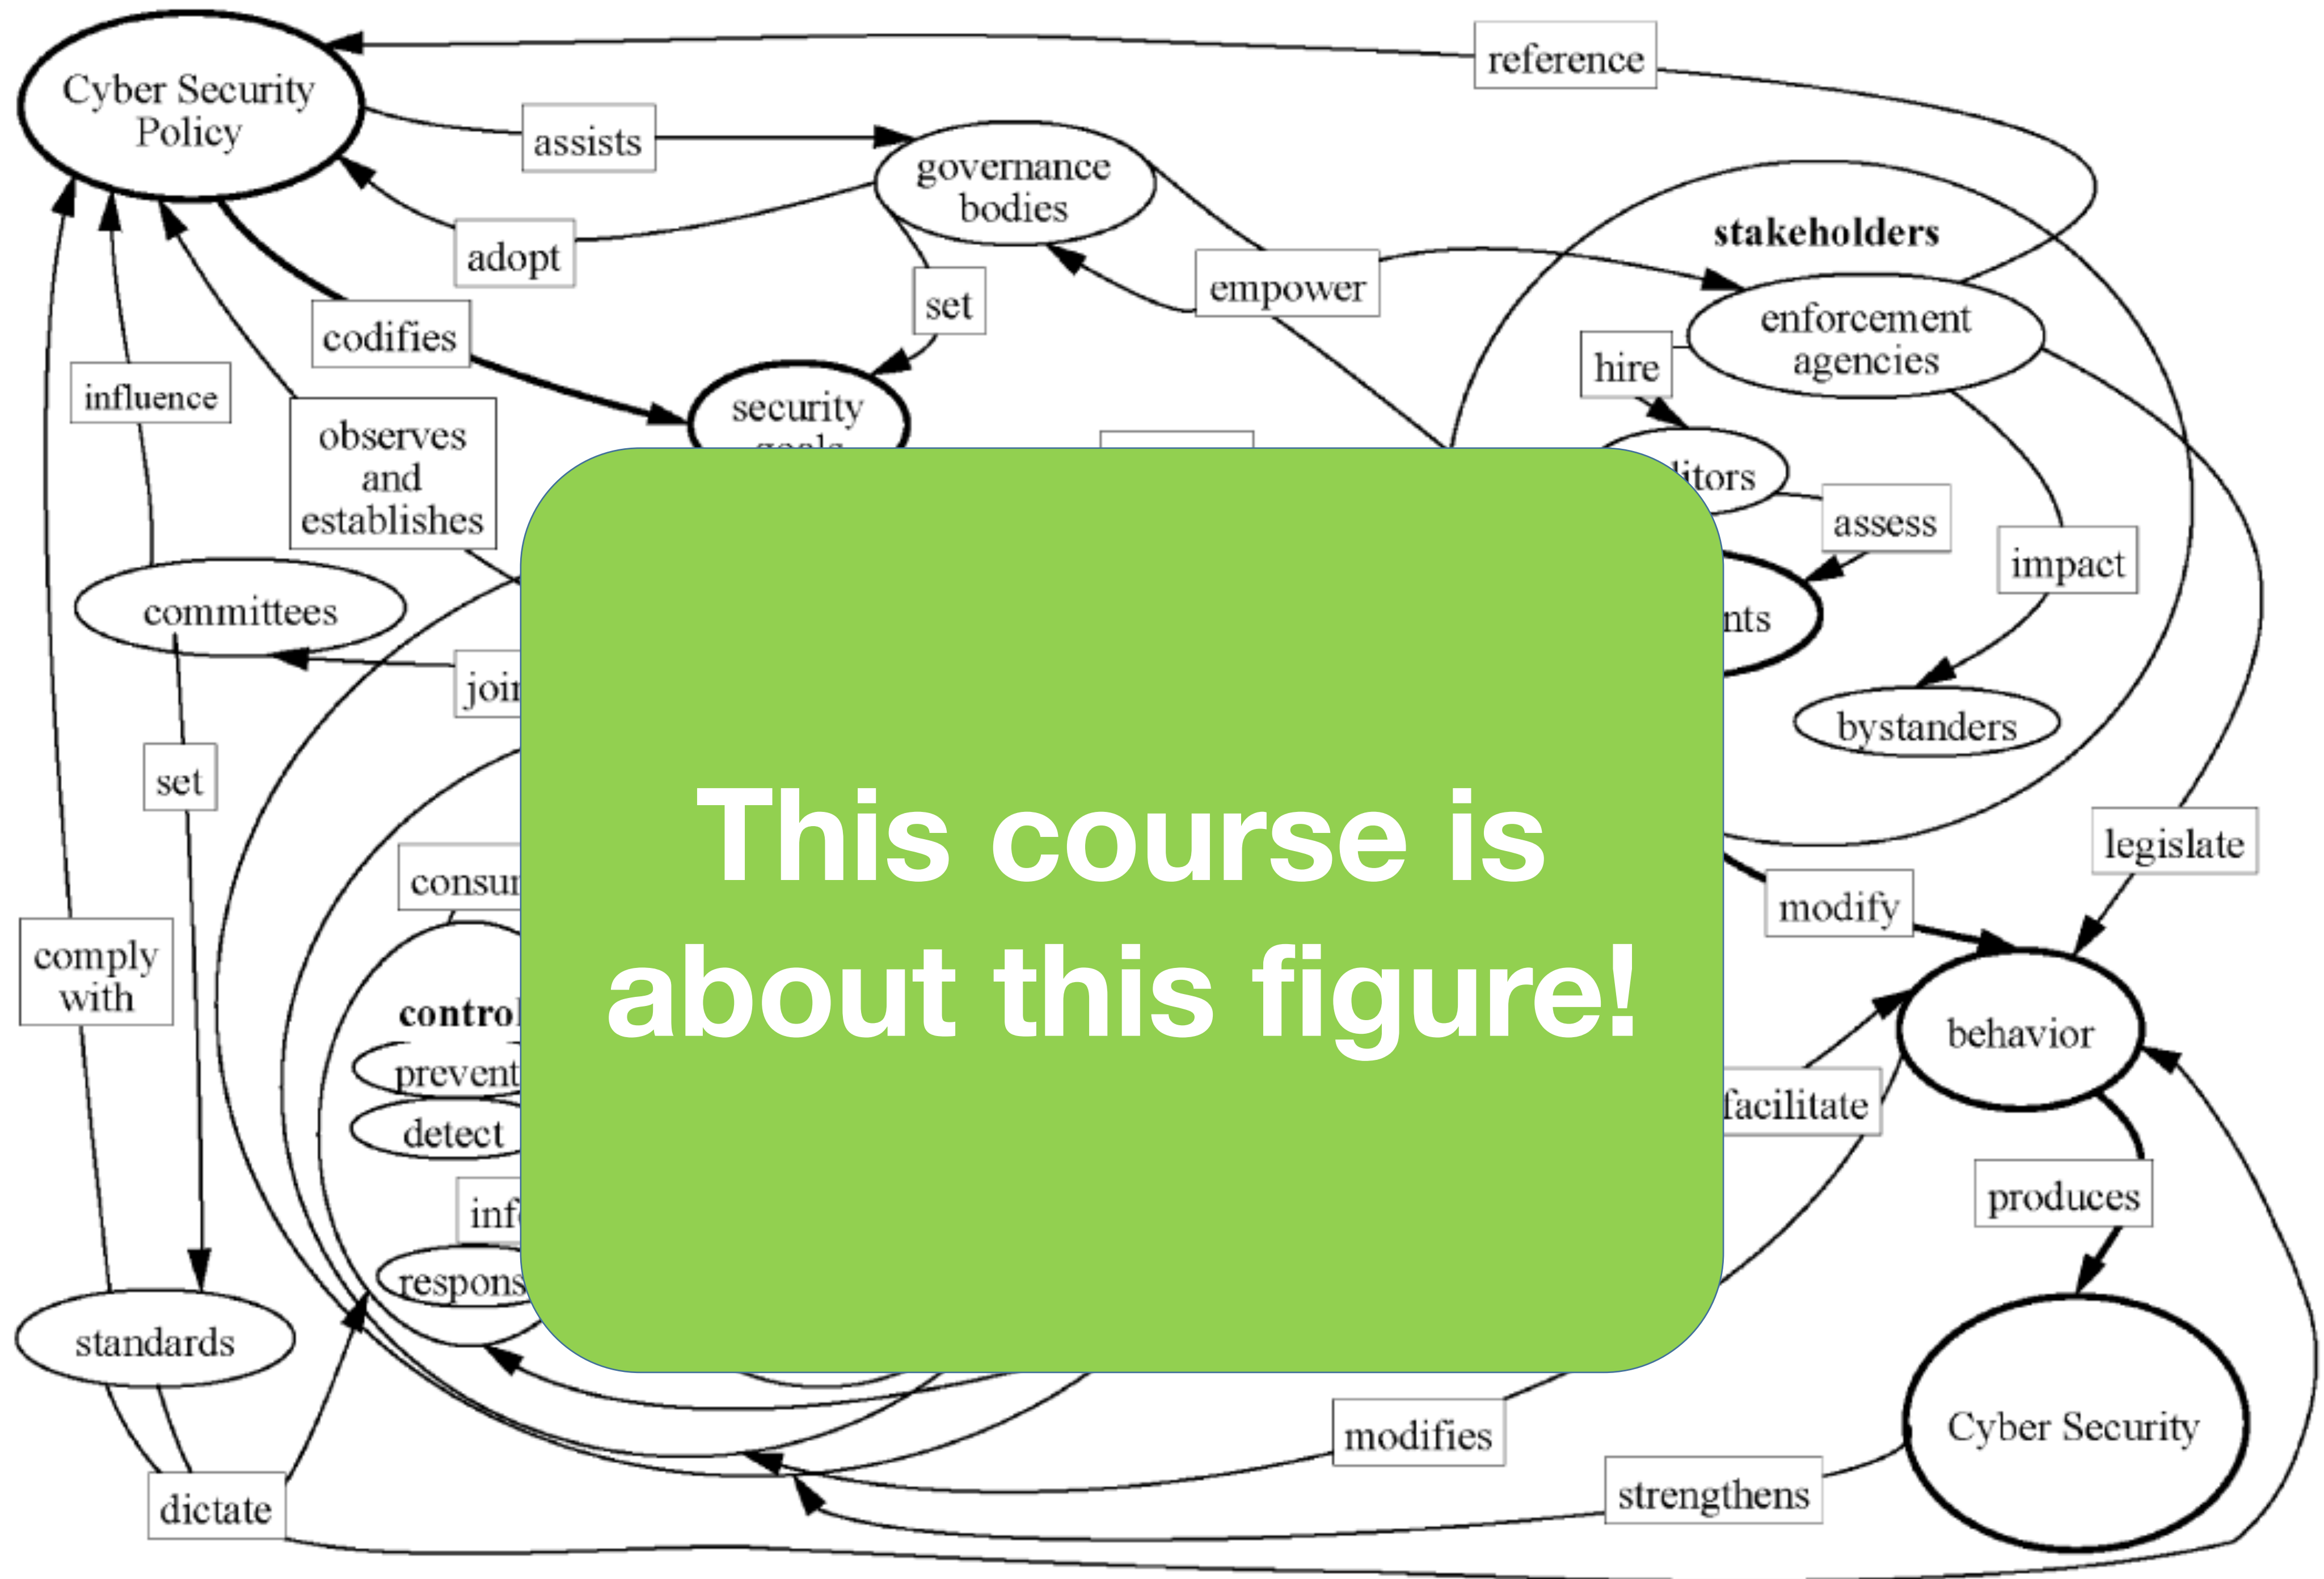 reference
Cyber Security
Policy
assists
governance
bodies
stakeholders
adopt
set
empower
codifies
enforcement
agencies
hire
influence
security
observes
and
establishes
assess
impact
committees
bystanders
set
This course is
about this figure!
legislate
modify
comply
with
behavior
detect
facilitate
produces
standards
Cyber Security
modifies
strengthens
dictate